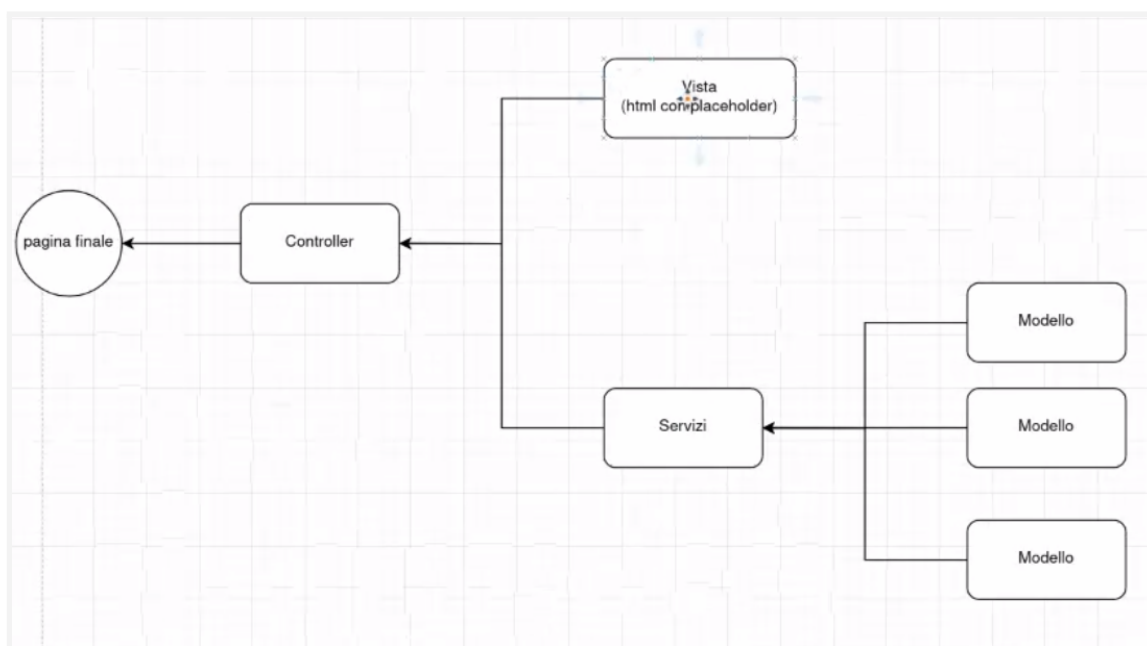 Vista
(html con placeholder)
pagina finale
Controller
Modello
Servizi
Modello
Modello